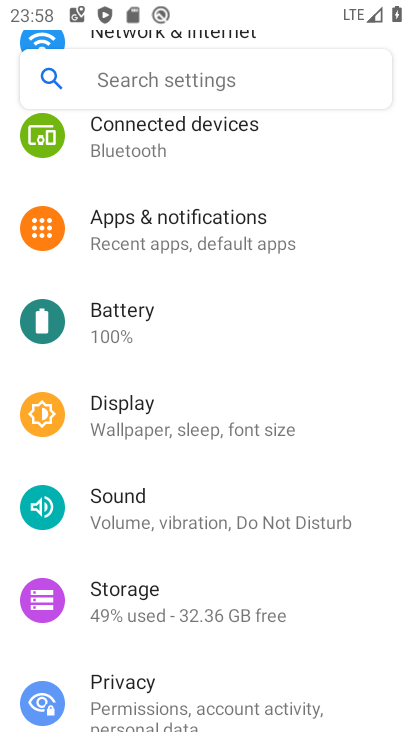 23:58
LTE
Network & internet
Search settings
Connected devices
Bluetooth
Apps & notifications
Recent apps, default apps
Battery
100%
Display
Wallpaper, sleep, font size
Sound
Volume, vibration, Do Not Disturb
Storage
49% used - 32.36 GB free
Privacy
Permissions, account activity,
personal data